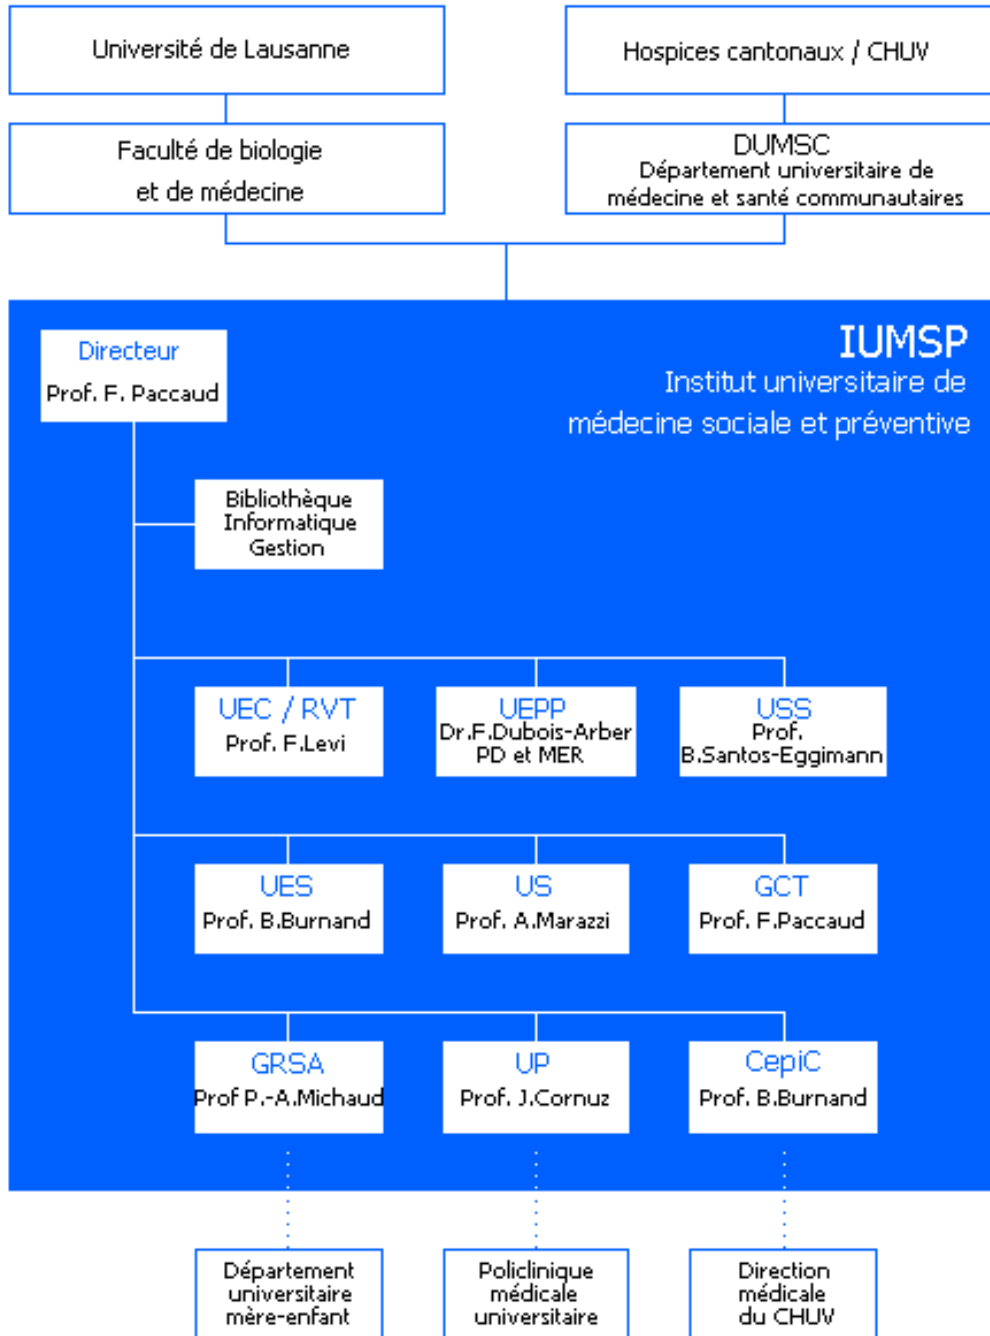 Université de Lausanne
Hospices cantonaux / CHUV
Faculté de biologie
et de médecine
DUMSC
Département universitaire de
médecine et santé communautaires
IUMSP
Institut universitaire de
médecine sociale et préventive
Directeur
Prof. F. Paccaud
Bibliothèque
Informatique
Gestion
UEC / RVT
Prof. F.Levi
UEPP
Dr.F.Dubois-Arber
PD et MER
USS
Prof.
B.Santos-Eggimann
UES
Prof. B.Burnand
US
Prof. A.Marazzi
GCT
Prof. F.Paccaud
GRSA
Prof P.-A.Michaud
UP
Prof. J.Cornuz
CepiC
Prof. B.Burnand
Département
universitaire
mère-enfant
Policlinique
médicale
universitaire
Direction
médicale
du CHUV